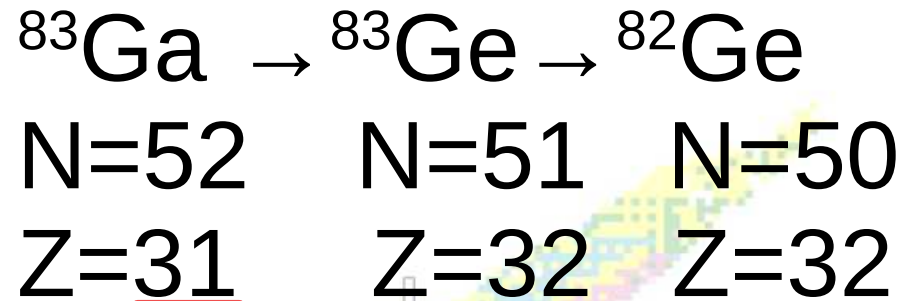 ⁸³Ga → ⁸³Ge → ⁸²Ge
N=52 N=51 N=50
Z=31 Z=32 Z=32